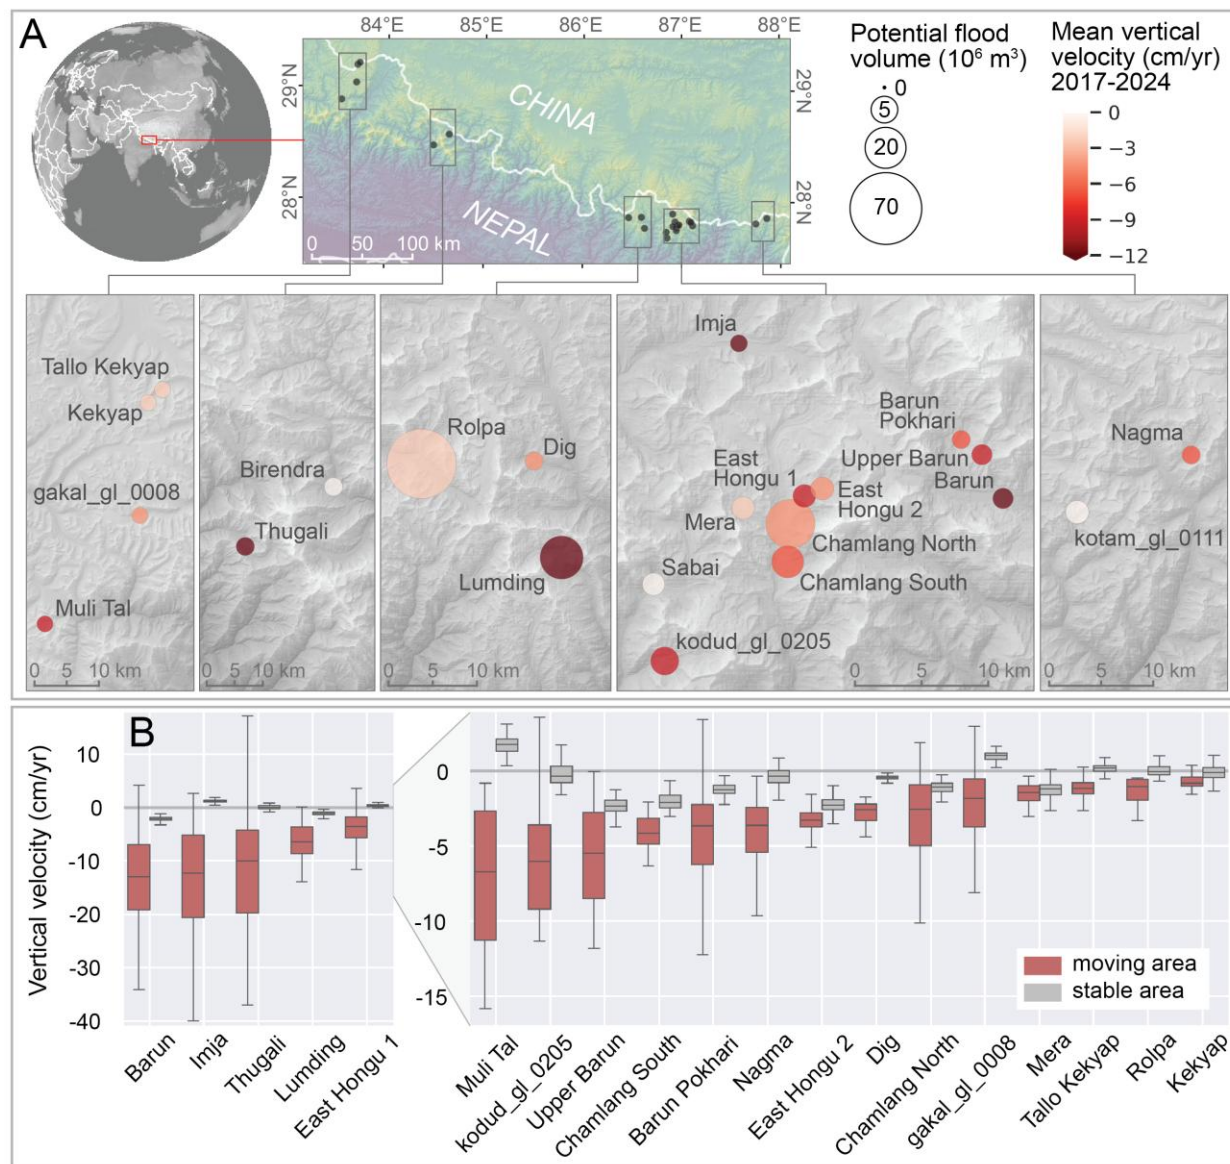 A
84°E
85°E
86°E
87°E
88°E
29°N
28°N
29°N
28°N
CHINA
NEPAL
0 50 100 km
Potential flood
volume (10⁶ m³)
0
5
20
70
Mean vertical
velocity (cm/yr)
2017-2024
0
−3
−6
−9
−12
Tallo Kekyap
Kekyap
gakal_gl_0008
Muli Tal
0 5 10 km
Birendra
Thugali
0 5 10 km
Rolpa
Dig
Lumding
0 5 10 km
Imja
Barun
Pokhari
Upper Barun
Barun
East
Hongu 1
East
Hongu 2
Mera
Chamlang North
Chamlang South
Sabai
kodud_gl_0205
0 5 10 km
Nagma
kotam_gl_0111
0 5 10 km
B
Vertical velocity (cm/yr)
10
0
-10
-20
-30
-40
Barun
Imja
Thugali
Lumding
East Hongu 1
0
-5
-10
-15
moving area
stable area
Muli Tal
kodud_gl_0205
Upper Barun
Chamlang South
Barun Pokhari
Nagma
East Hongu 2
Dig
Chamlang North
gakal_gl_0008
Mera
Tallo Kekyap
Rolpa
Kekyap